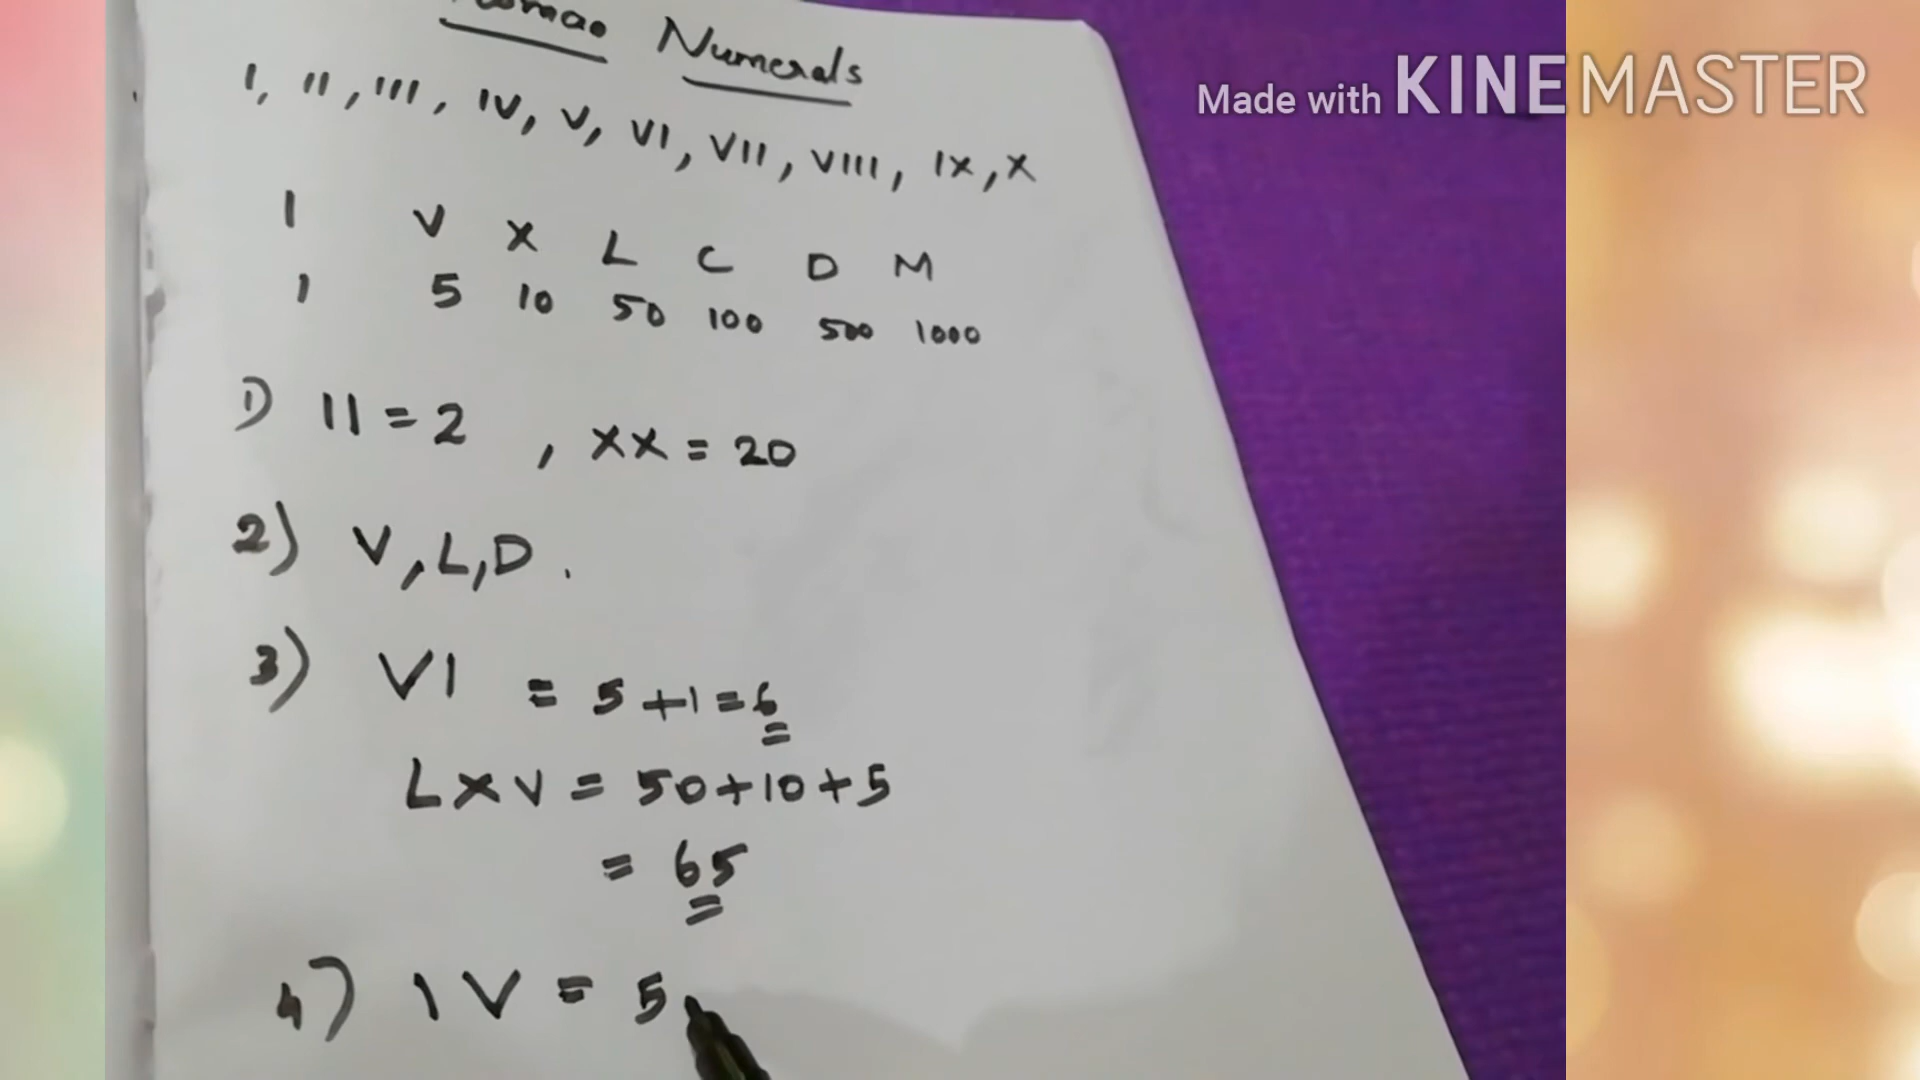 Roman Numerals
Made with KINEMASTER
I, II, III, IV, V, VI, VII, VIII, IX, X
I V X L C D M
1 5 10 50 100 500 1000
1) II = 2 , XX = 20
2) V, L, D.
3) VI = 5 + 1 = 6
LXV = 50 + 10 + 5
= 65
4) IV = 5